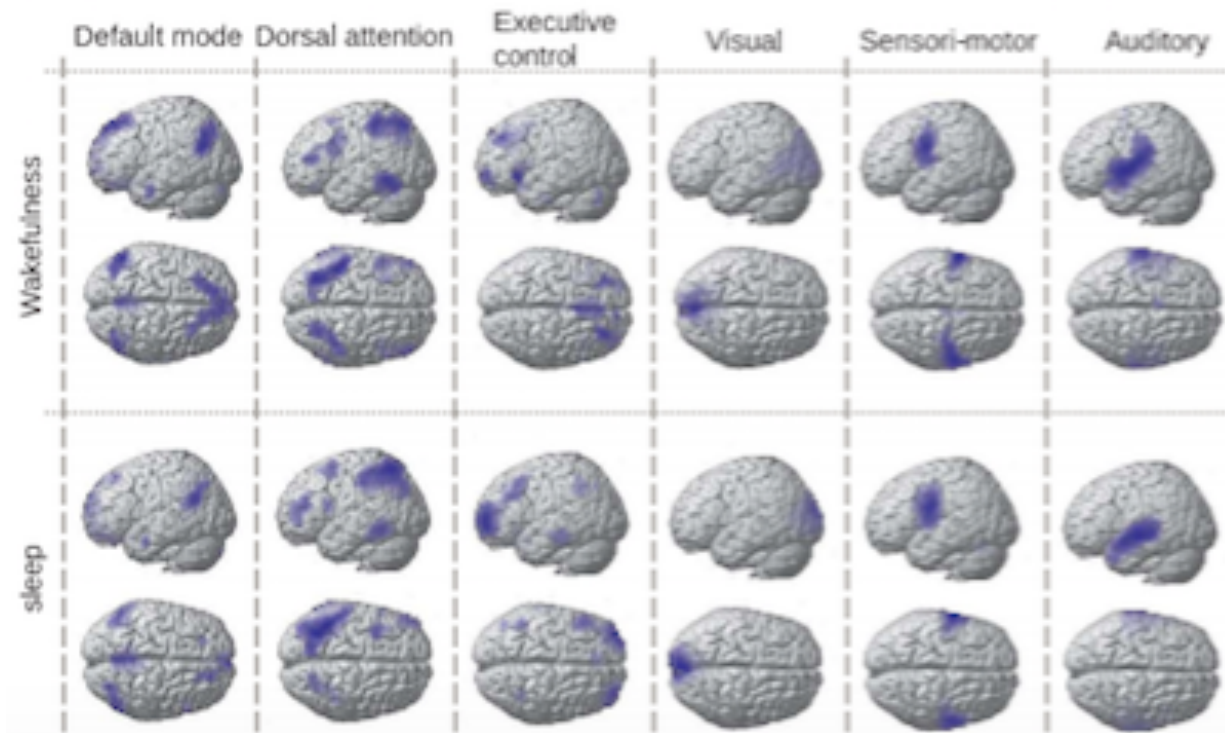 Default mode
Dorsal attention
Executive
control
Visual
Sensori-motor
Auditory
Wakefulness
sleep